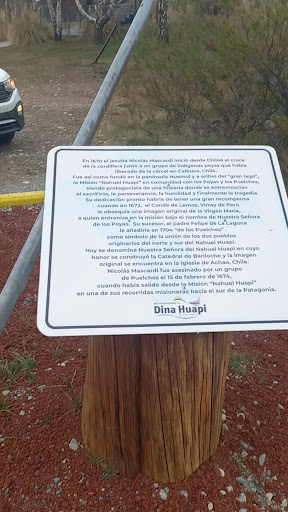 En 1670 el jesuita Nicolás Mascardi inició desde Chiloé el cruce
de la cordillera junto a un grupo de indígenas poyas que había
liberado de la cárcel en Calbuco, Chile.
Fue así como fundó en la península Huemul y a orillas del "gran lago",
la Misión "Nahuel Huapi" en comunidad con los Poyas y los Puelches,
siendo protagonista de una historia donde se entremezclan
el sacrificio, la perseverancia, la humildad y finalmente la tragedia.
Su dedicación pronto habría de tener una gran recompensa
cuando en 1672, el Conde de Lemos, Virrey de Perú
le obsequia una imagen original de la Virgen María,
a quien entroniza en la misión bajo el nombre de Nuestra Señora
de los Poyas. Su sucesor, el padre Felipe de La Laguna
le añadiría en 1704 "de los Puelches"
como símbolo de la unión de los dos pueblos
originarios del norte y sur del Nahuel Huapi.
Hoy se denomina Nuestra Señora del Nahuel Huapi en cuyo
honor se construyó la Catedral de Bariloche y la imagen
original se encuentra en la Iglesia de Achao, Chile.
Nicolás Mascardi fue asesinado por un grupo
de Puelches el 15 de febrero de 1674,
cuando había salido desde la Misión "Nahuel Huapi"
en una de sus recorridas misioneras hacia el sur de la Patagonia.
Dina Huapi